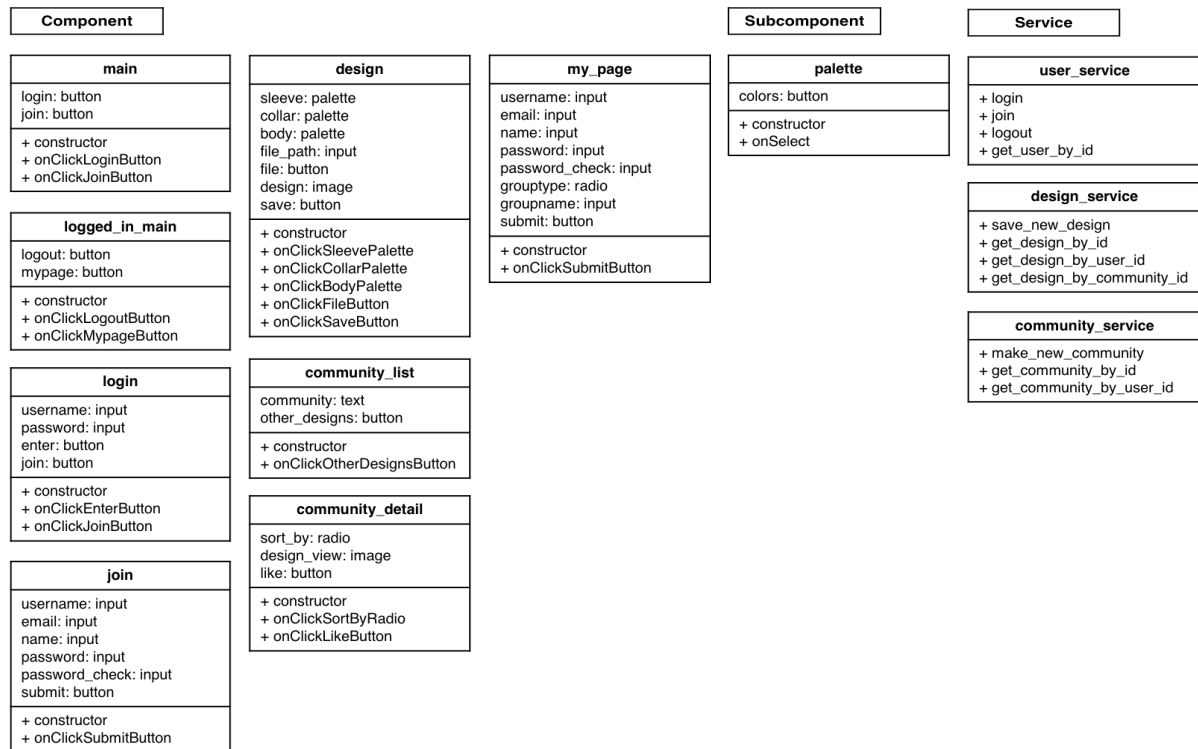 Component
main
login: button
join: button
+ constructor
+ onClickLoginButton
+ onClickJoinButton
logged_in_main
logout: button
mypage: button
+ constructor
+ onClickLogoutButton
+ onClickMypageButton
login
username: input
password: input
enter: button
join: button
+ constructor
+ onClickEnterButton
+ onClickJoinButton
join
username: input
email: input
name: input
password: input
password_check: input
submit: button
+ constructor
+ onClickSubmitButton
design
sleeve: palette
collar: palette
body: palette
file_path: input
file: button
design: image
save: button
+ constructor
+ onClickSleevePalette
+ onClickCollarPalette
+ onClickBodyPalette
+ onClickFileButton
+ onClickSaveButton
community_list
community: text
other_designs: button
+ constructor
+ onClickOtherDesignsButton
community_detail
sort_by: radio
design_view: image
like: button
+ constructor
+ onClickSortByRadio
+ onClickLikeButton
my_page
username: input
email: input
name: input
password: input
password_check: input
grouptype: radio
groupname: input
submit: button
+ constructor
+ onClickSubmitButton
Subcomponent
palette
colors: button
+ constructor
+ onSelect
Service
user_service
+ login
+ join
+ logout
+ get_user_by_id
design_service
+ save_new_design
+ get_design_by_id
+ get_design_by_user_id
+ get_design_by_community_id
community_service
+ make_new_community
+ get_community_by_id
+ get_community_by_user_id